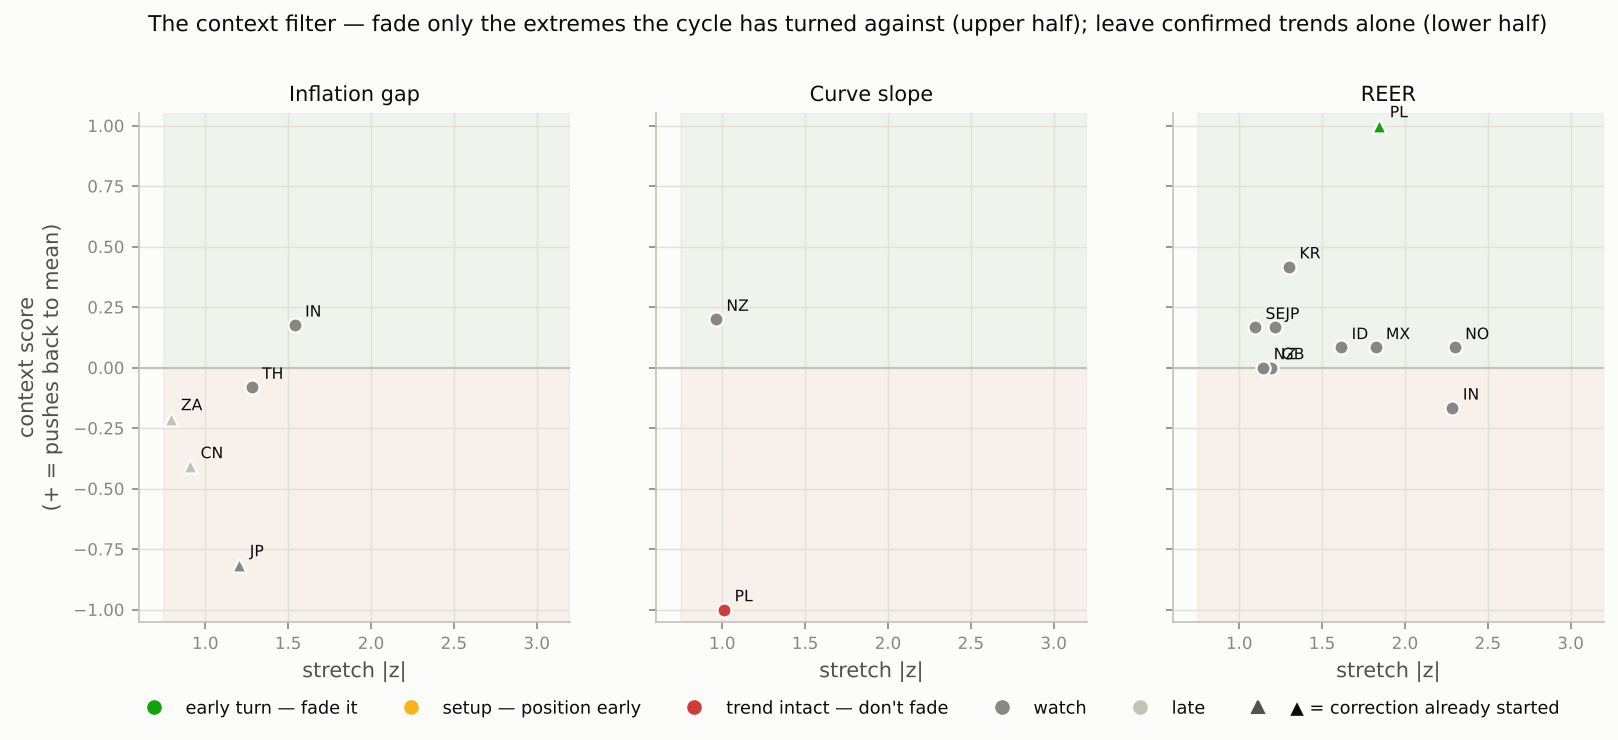 The context filter — fade only the extremes the cycle has turned against (upper half); leave confirmed trends alone (lower half)
Inflation gap
Curve slope
REER
context score
(+ = pushes back to mean)
1.00
0.75
0.50
0.25
0.00
−0.25
−0.50
−0.75
−1.00
IN
TH
ZA
CN
JP
1.0 1.5 2.0 2.5 3.0
stretch |z|
NZ
PL
1.0 1.5 2.0 2.5 3.0
stretch |z|
PL
KR
SE JP
ID MX NO
NZ GB
IN
1.0 1.5 2.0 2.5 3.0
stretch |z|
early turn — fade it setup — position early trend intact — don't fade watch late ▲ = correction already started